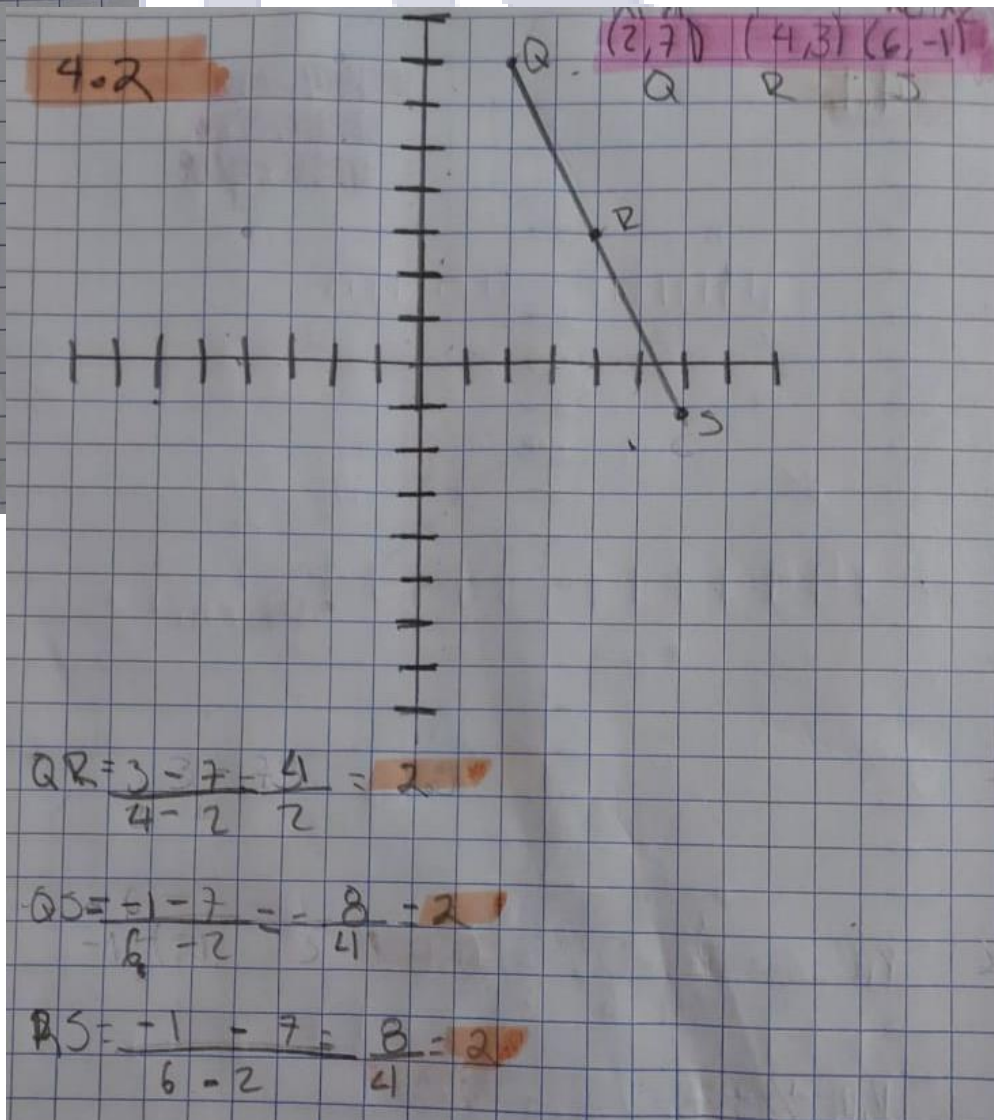 4.2
(2,7) (4,3) (6,-1)
Q R S
Q
R
S
QR = 3 - 7 = 4 = 2
4 - 2 2
QS = -1 - 7 = - 8 = 2
6 - 2 4
RS = -1 - 7 = 8 = 2
6 - 2 4